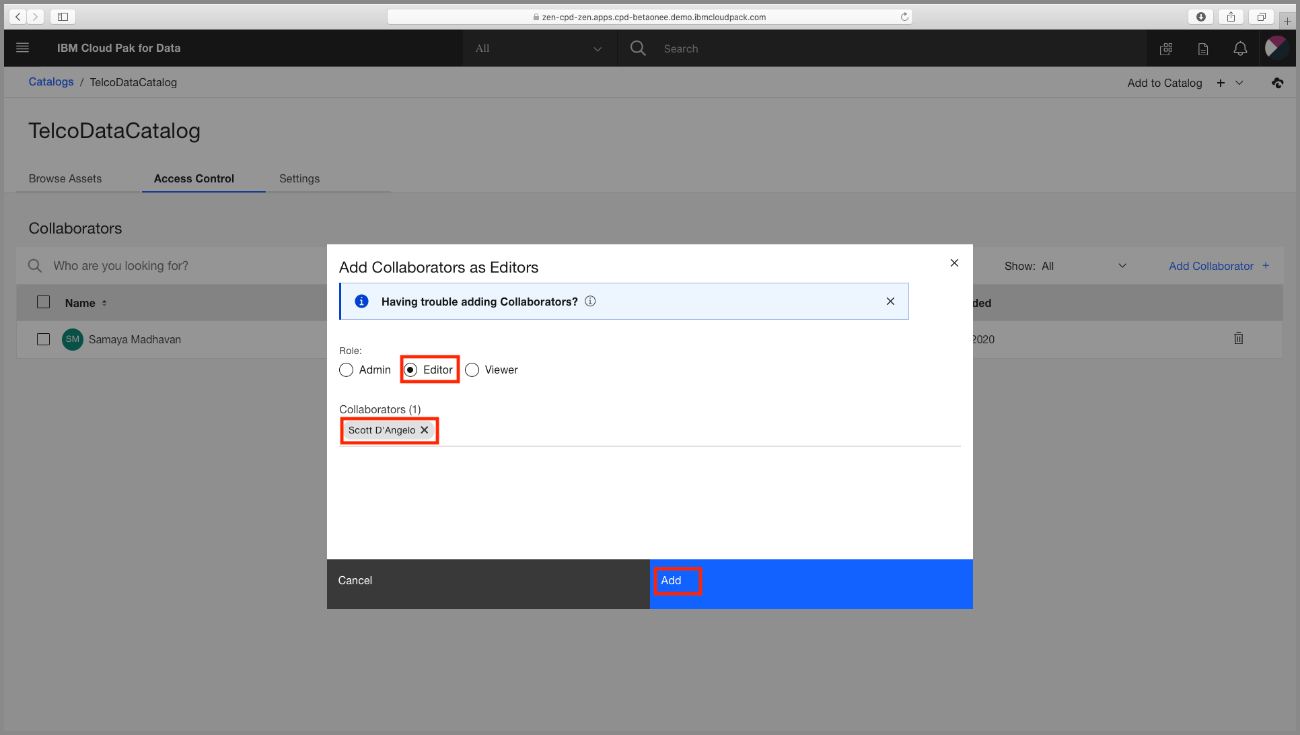 zen-cpd-zen.apps.cpd-betaonee.demo.ibmcloudpack.com
IBM Cloud Pak for Data
All
Search
Catalogs / TelcoDataCatalog
Add to Catalog +
TelcoDataCatalog
Browse Assets
Access Control
Settings
Collaborators
Who are you looking for?
Show: All
Add Collaborator +
Name
ded
SM Samaya Madhavan
2020
Add Collaborators as Editors
Having trouble adding Collaborators?
Role:
Admin
Editor
Viewer
Collaborators (1)
Scott D'Angelo
Cancel
Add